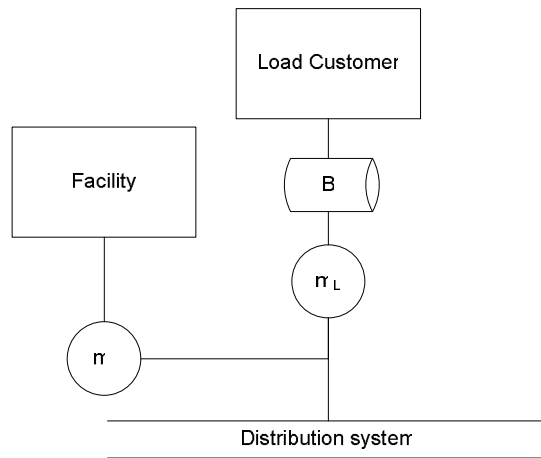 Load Customer
Facility
B
m L
m
Distribution system